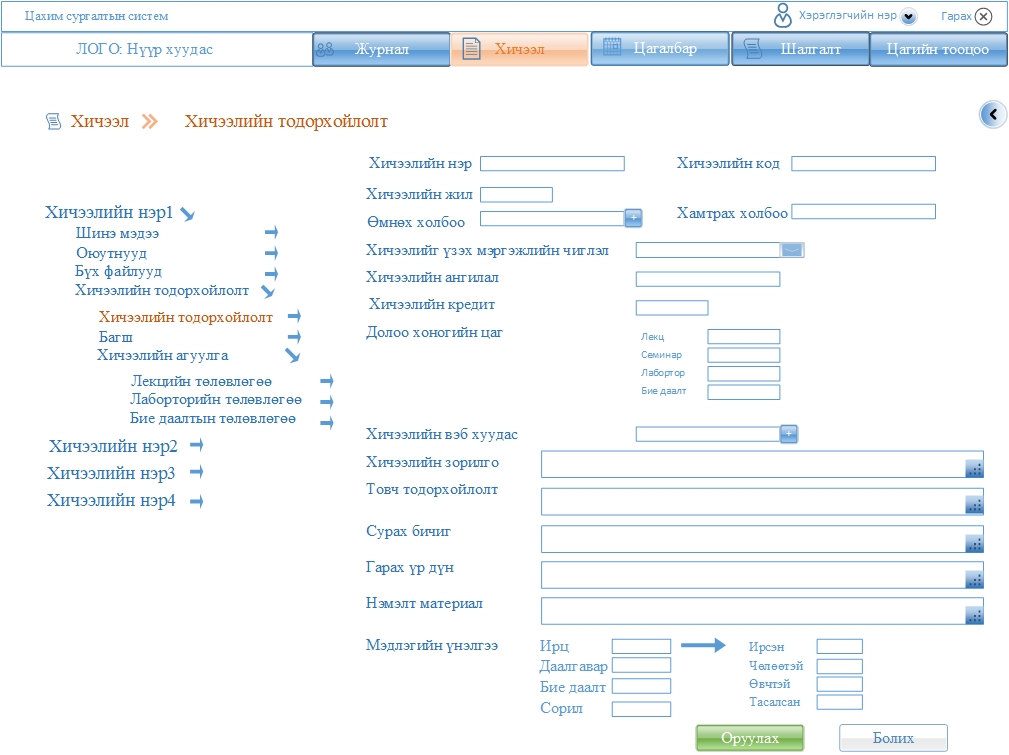 Цахим сургалтын систем
Хэрэглэгчийн нэр
Гарах
ЛОГО: Нүүр хуудас
Журнал
Хичээл
Цагалбар
Шалгалт
Цагийн тооцоо
Хичээл
Хичээлийн тодорхойлолт
Хичээлийн нэр1
Шинэ мэдээ
Оюутнууд
Бүх файлууд
Хичээлийн тодорхойлолт
Хичээлийн тодорхойлолт
Багш
Хичээлийн агуулга
Лекцийн төлөвлөгөө
Лаборторийн төлөвлөгөө
Бие даалтын төлөвлөгөө
Хичээлийн нэр2
Хичээлийн нэр3
Хичээлийн нэр4
Хичээлийн нэр
Хичээлийн код
Хичээлийн жил
Өмнөх холбоо
Хамтрах холбоо
Хичээлийг үзэх мэргэжлийн чиглэл
Хичээлийн ангилал
Хичээлийн кредит
Долоо хоногийн цаг
Лекц
Семинар
Лабортор
Бие даалт
Хичээлийн вэб хуудас
Хичээлийн зорилго
Товч тодорхойлолт
Сурах бичиг
Гарах үр дүн
Нэмэлт материал
Мэдлэгийн үнэлгээ
Ирц
Даалгавар
Бие даалт
Сорил
Ирсэн
Чөлөөтэй
Өвчтэй
Тасалсан
Оруулах
Болих